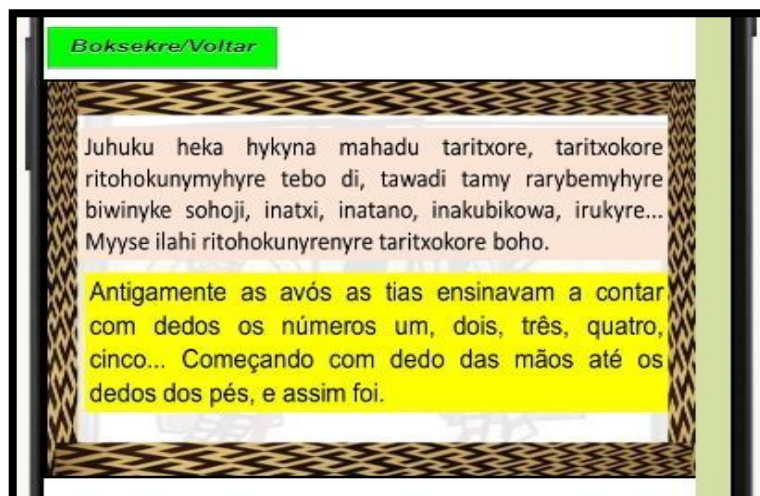 Boksekre/Voltar
Juhuku heka hykyna mahadu taritxore, taritxokore
ritohokunymyhyre tebo di, tawadi tamy rarybemyhyre
biwinyke sohoji, inatxi, inatano, inakubikowa, irukyre...
Myyse ilahi ritohokunyrenyre taritxokore boho.
Antigamente as avós as tias ensinavam a contar
com dedos os números um, dois, três, quatro,
cinco... Começando com dedo das mãos até os
dedos dos pés, e assim foi.